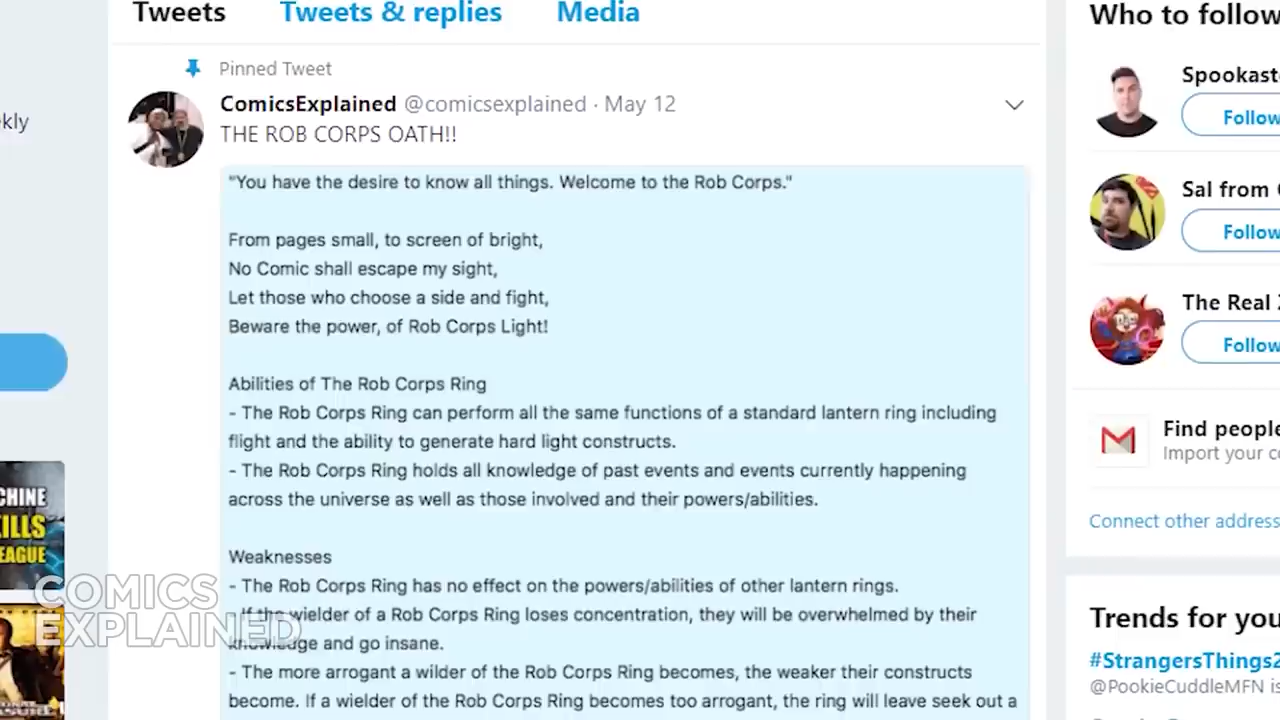 Tweets Tweets & replies Media
Pinned Tweet
ComicsExplained @comicsexplained · May 12
THE ROB CORPS OATH!!
"You have the desire to know all things. Welcome to the Rob Corps."
From pages small, to screen of bright,
No Comic shall escape my sight,
Let those who choose a side and fight,
Beware the power, of Rob Corps Light!
Abilities of The Rob Corps Ring
- The Rob Corps Ring can perform all the same functions of a standard lantern ring including
flight and the ability to generate hard light constructs.
- The Rob Corps Ring holds all knowledge of past events and events currently happening
across the universe as well as those involved and their powers/abilities.
Weaknesses
- The Rob Corps Ring has no effect on the powers/abilities of other lantern rings.
- If the wielder of a Rob Corps Ring loses concentration, they will be overwhelmed by their
knowledge and go insane.
- The more arrogant a wilder of the Rob Corps Ring becomes, the weaker their constructs
become. If a wielder of the Rob Corps Ring becomes too arrogant, the ring will leave seek out a
Who to follow
Spookast
Follow
Sal from
Follow
The Real
Follow
Find people
Import your co
Connect other address
Trends for you
#StrangersThings2
@PookieCuddleMFN is
ekly
CHINE
KILLS
EAGUE
COMICS
EXPLAINED